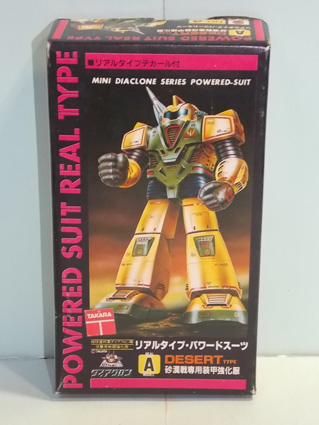 POWERED SUIT REAL TYPE
■リアルタイプデカール付
MINI DIACLONE SERIES POWERED-SUIT
TAKARA
T
ダイアクロン
A
リアルタイプ・パワードスーツ
DESERT TYPE
砂漠戦専用装甲強化服